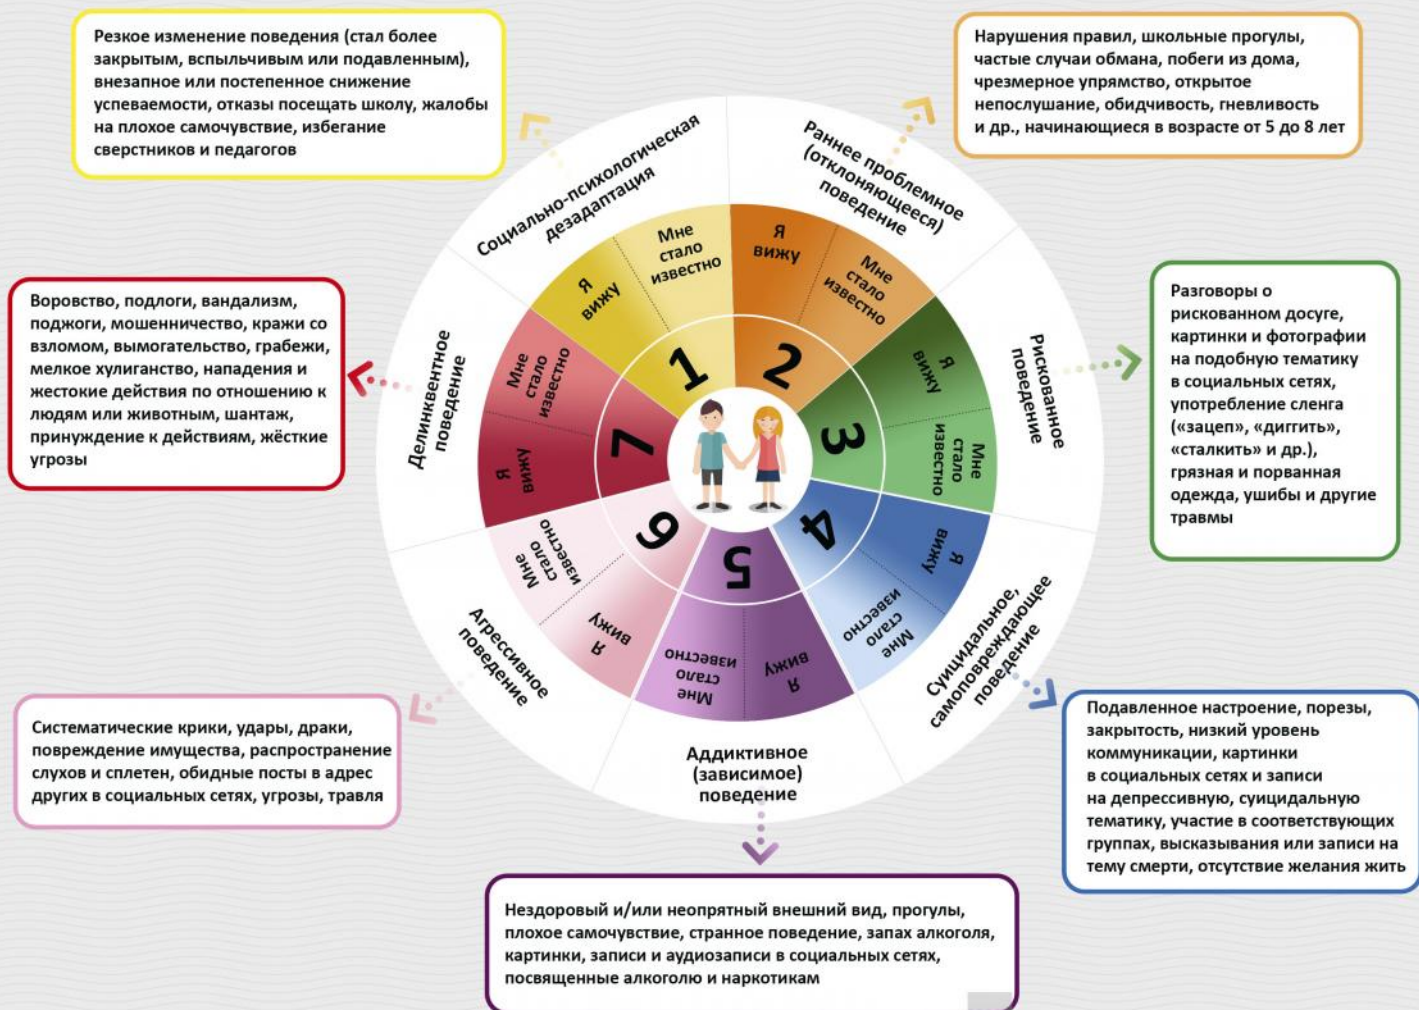 Резкое изменение поведения (стал более
закрытым, вспыльчивым или подавленным),
внезапное или постепенное снижение
успеваемости, отказы посещать школу, жалобы
на плохое самочувствие, избегание
сверстников и педагогов
Нарушения правил, школьные прогулы,
частые случаи обмана, побеги из дома,
чрезмерное упрямство, открытое
непослушание, обидчивость, гневливость
и др., начинающиеся в возрасте от 5 до 8 лет
Социально-психологическая
дезадаптация
Я
вижу
Мне
стало
известно
1
Раннее проблемное
(отклоняющееся)
поведение
Я
вижу
Мне
стало
известно
2
Рискованное
поведение
Я
вижу
Мне
стало
известно
3
Разговоры о
рискованном досуге,
картинки и фотографии
на подобную тематику
в социальных сетях,
употребление сленга
(«зацеп», «диггить»,
«сталкить» и др.),
грязная и порванная
одежда, ушибы и другие
травмы
Суицидальное,
самоповреждающее
поведение
Я
вижу
Мне
стало
известно
4
Подавленное настроение, порезы,
закрытость, низкий уровень
коммуникации, картинки
в социальных сетях и записи
на депрессивную, суицидальную
тематику, участие в соответствующих
группах, высказывания или записи на
тему смерти, отсутствие желания жить
5
Я
вижу
Мне
стало
известно
Аддиктивное
(зависимое)
поведение
Нездоровый и/или неопрятный внешний вид, прогулы,
плохое самочувствие, странное поведение, запах алкоголя,
картинки, записи и аудиозаписи в социальных сетях,
посвященные алкоголю и наркотикам
6
Я
вижу
Мне
стало
известно
Агрессивное
поведение
Систематические крики, удары, драки,
повреждение имущества, распространение
слухов и сплетен, обидные посты в адрес
других в социальных сетях, угрозы, травля
7
Я
вижу
Мне
стало
известно
Делинквентное
поведение
Воровство, подлоги, вандализм,
поджоги, мошенничество, кражи со
взломом, вымогательство, грабежи,
мелкое хулиганство, нападения и
жестокие действия по отношению к
людям или животным, шантаж,
принуждение к действиям, жёсткие
угрозы